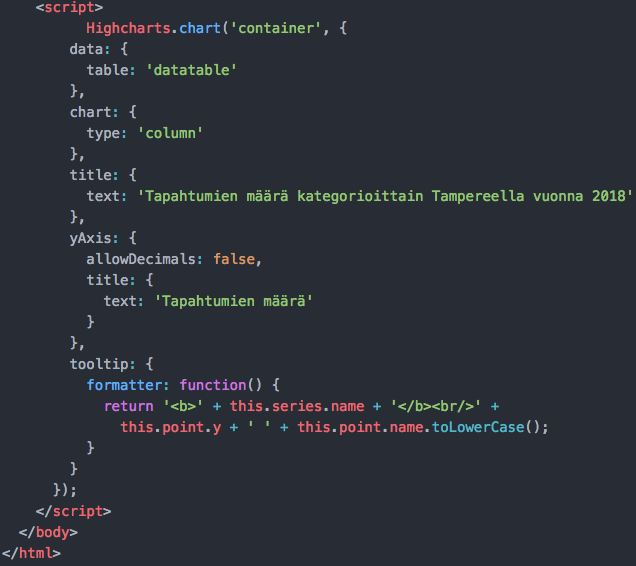 <script>
Highcharts.chart('container', {
data: {
table: 'datatable'
},
chart: {
type: 'column'
},
title: {
text: 'Tapahtumien määrä kategorioittain Tampereella vuonna 2018'
},
yAxis: {
allowDecimals: false,
title: {
text: 'Tapahtumien määrä'
}
},
tooltip: {
formatter: function() {
return '<b>' + this.series.name + '</b><br/>' +
this.point.y + ' ' + this.point.name.toLowerCase();
}
}
});
</script>
</body>
</html>